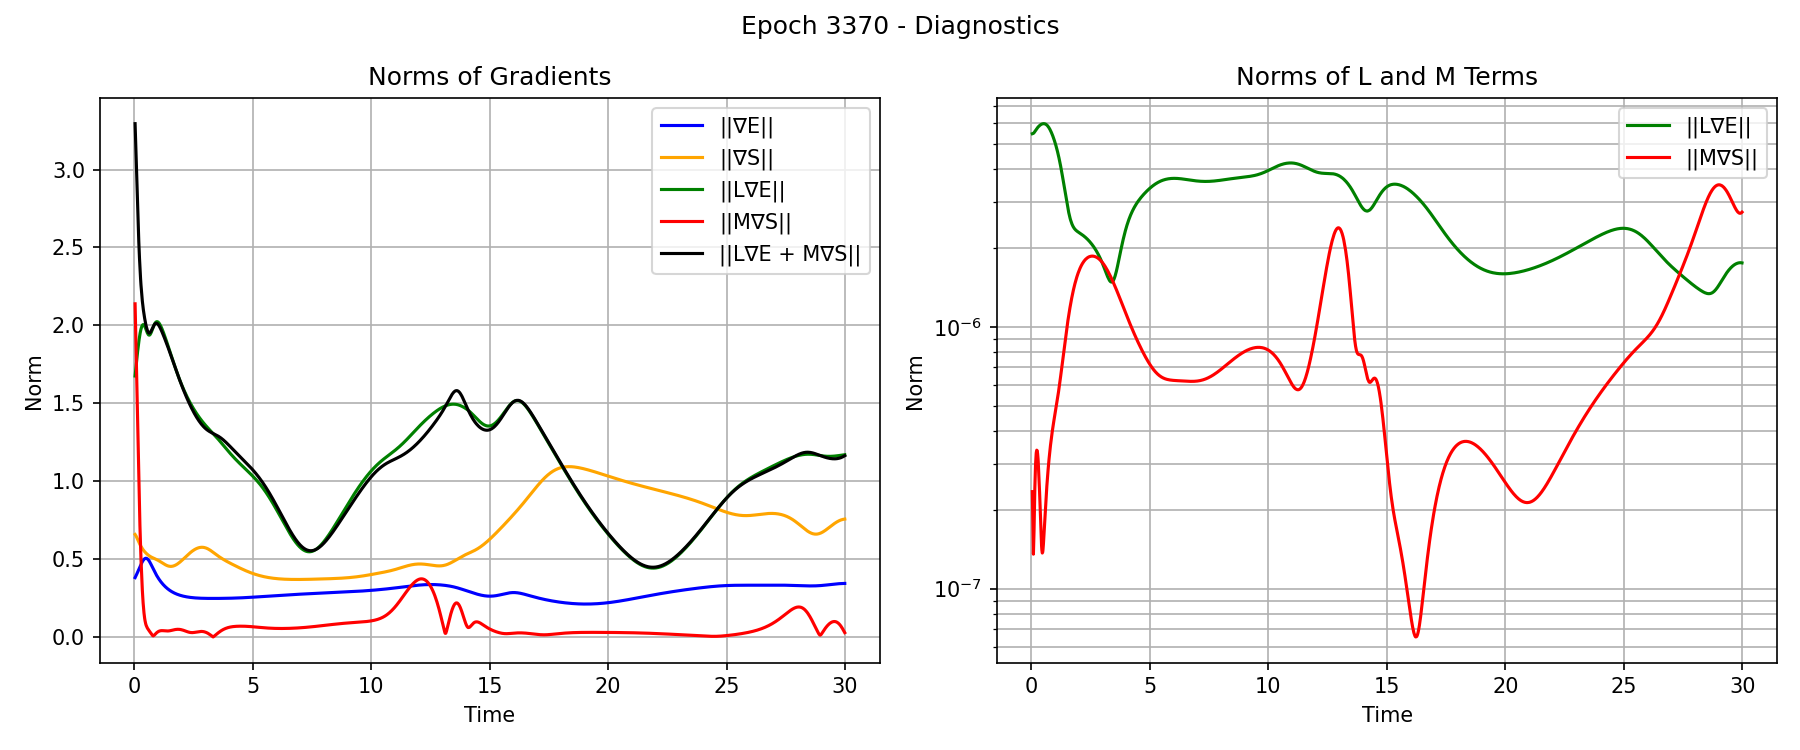 Epoch 3370 - Diagnostics
Norms of Gradients
Norm
3.0
2.5
2.0
1.5
1.0
0.5
0.0
0 5 10 15 20 25 30
Time
||∇E||
||∇S||
||L∇E||
||M∇S||
||L∇E + M∇S||
Norms of L and M Terms
Norm
10⁻⁶
10⁻⁷
0 5 10 15 20 25 30
Time
||L∇E||
||M∇S||